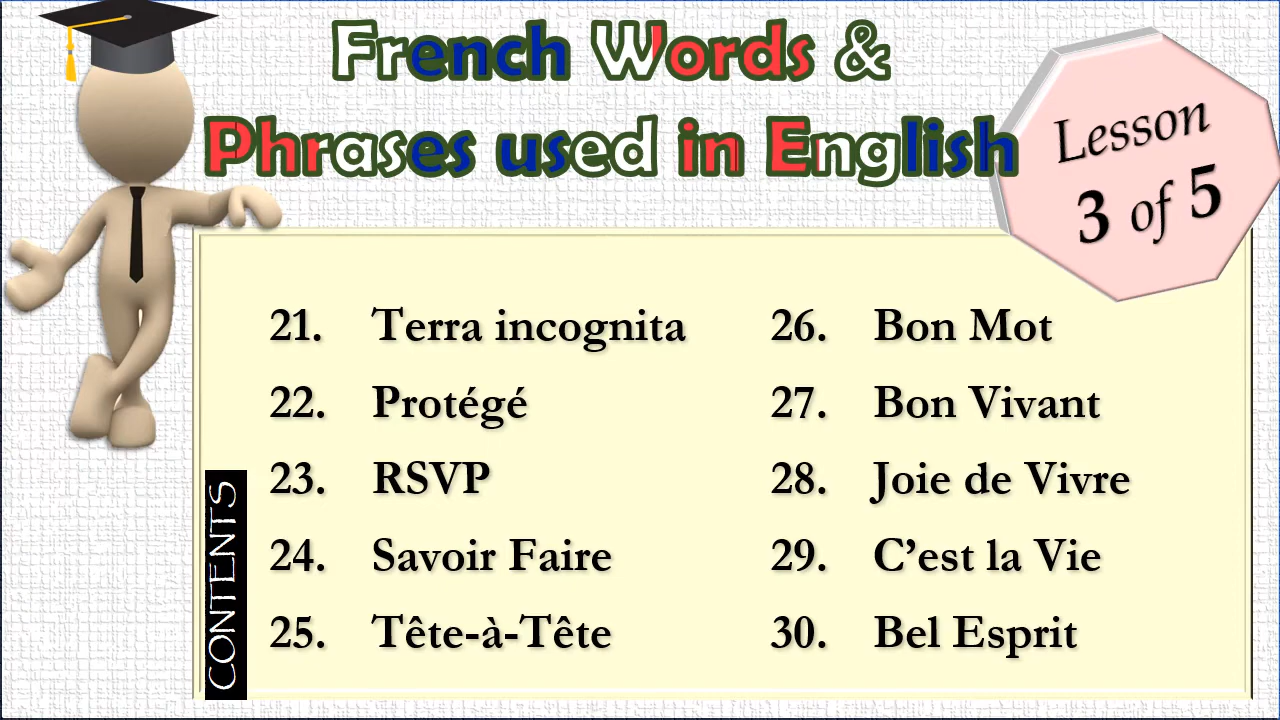 French Words &
Phrases used in English
Lesson
3 of 5
21. Terra incognita
22. Protégé
23. RSVP
24. Savoir Faire
25. Tête-à-Tête
26. Bon Mot
27. Bon Vivant
28. Joie de Vivre
29. C’est la Vie
30. Bel Esprit
CONTENTS